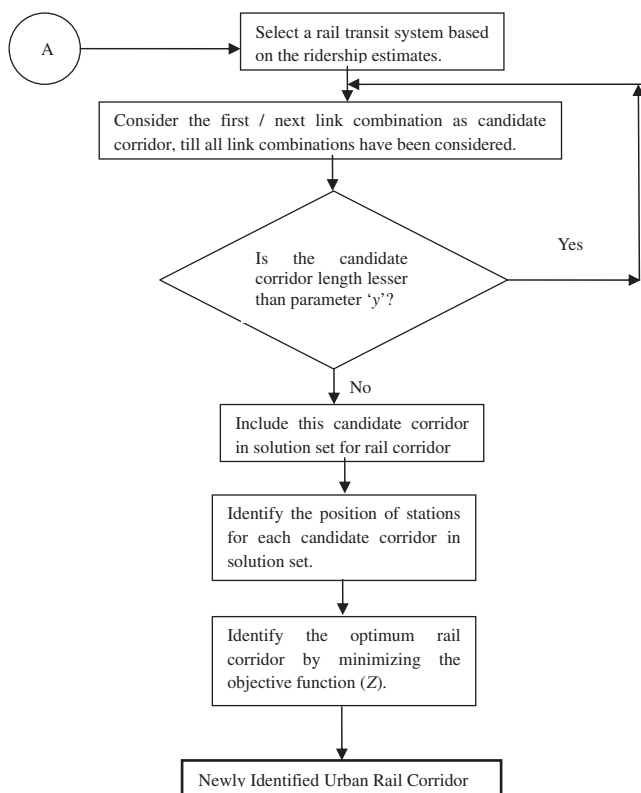 A
Select a rail transit system based
on the ridership estimates.
Consider the first / next link combination as candidate
corridor, till all link combinations have been considered.
Is the candidate
corridor length lesser
than parameter ‘y’?
Yes
No
Include this candidate corridor
in solution set for rail corridor
Identify the position of stations
for each candidate corridor in
solution set.
Identify the optimum rail
corridor by minimizing the
objective function (Z).
Newly Identified Urban Rail Corridor